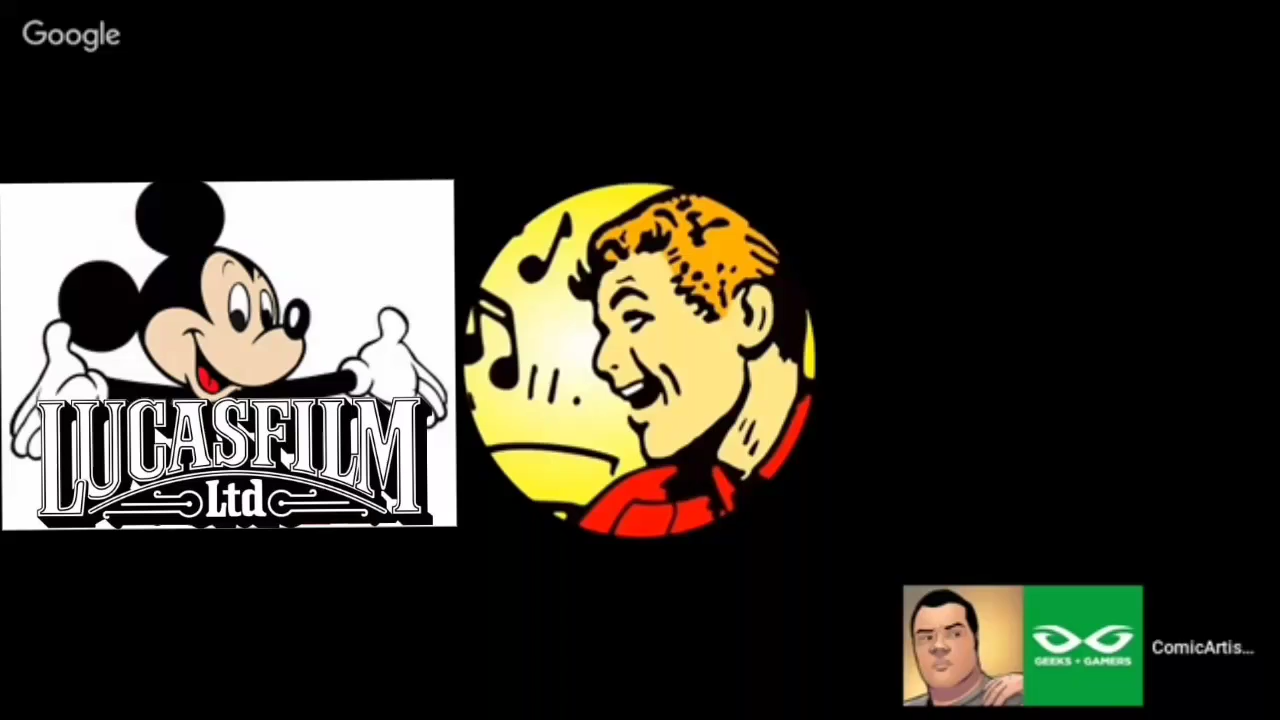 Google
LUCASFILM
Ltd
GEEKS + GAMERS
ComicArtis...